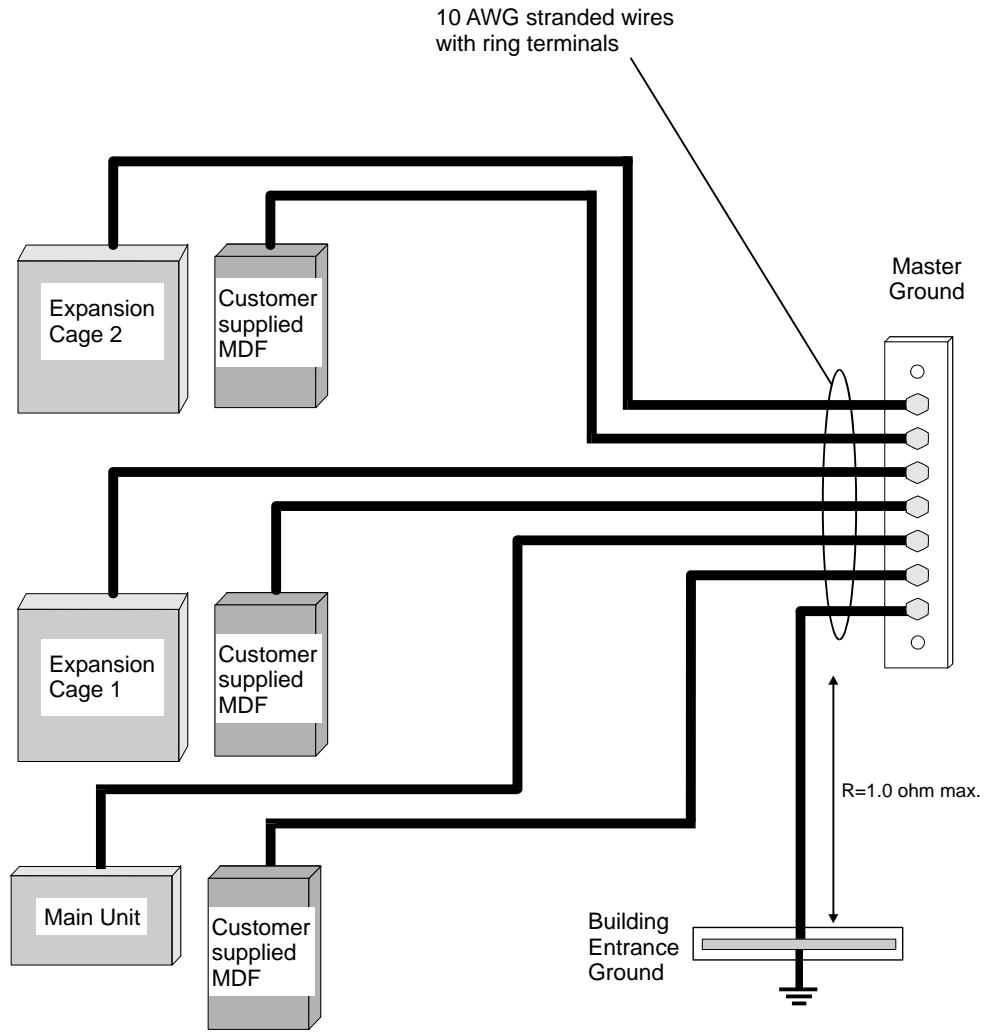 10 AWG stranded wires
with ring terminals
Master
Ground
Expansion
Cage 2
Customer
supplied
MDF
Expansion
Cage 1
Customer
supplied
MDF
R=1.0 ohm max.
Main Unit
Customer
supplied
MDF
Building
Entrance
Ground